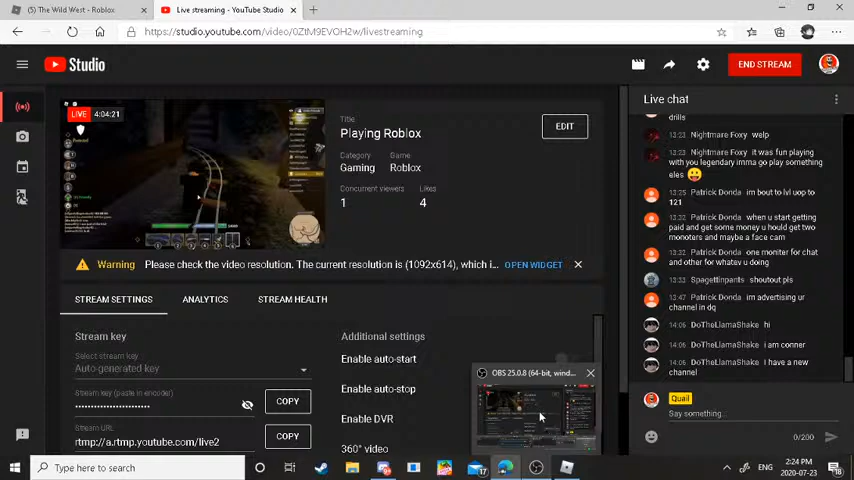 (5) The Wild West - Roblox
Live streaming - YouTube Studio
https://studio.youtube.com/video/0ZtM9EVOH2w/livestreaming
Studio
END STREAM
LIVE 4:04:21
Title
Playing Roblox
EDIT
Category Game
Gaming Roblox
Concurrent viewers Likes
1 4
Warning Please check the video resolution. The current resolution is (1092x614), which i... OPEN WIDGET
STREAM SETTINGS ANALYTICS STREAM HEALTH
Stream key
Select stream key
Auto-generated key
Stream key (paste in encoder)
COPY
Stream URL
rtmp://a.rtmp.youtube.com/live2
COPY
Additional settings
Enable auto-start
Enable auto-stop
Enable DVR
360° video
OBS 25.0.8 (64-bit, wind...
Live chat
drills
13:23 Nightmare Foxy welp
13:23 Nightmare Foxy it was fun playing
with you legendary imma go play something
eles
13:25 Patrick Donda im bout to lvl uop to
121
13:32 Patrick Donda when u start getting
paid and get some money u hould get two
monoters and maybe a face cam
13:32 Patrick Donda one moniter for chat
and other for whatev u doing
13:33 Spagettinpants shoutout pls
13:47 Patrick Donda im advertising ur
channel in dq
14:06 DoTheLlamaShake hi
14:06 DoTheLlamaShake i am conner
14:06 DoTheLlamaShake i have a new
channel
Quail
Say something...
0/200
Type here to search
17
ENG
2:24 PM
2020-07-23
18